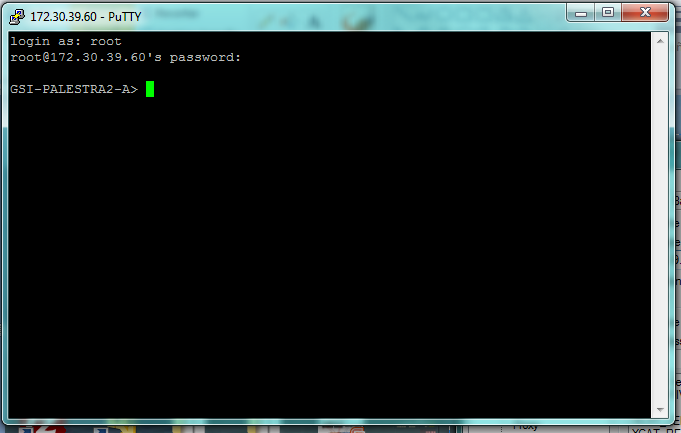 172.30.39.60 - PuTTY
login as: root
root@172.30.39.60's password:
GSI-PALESTRA2-A>